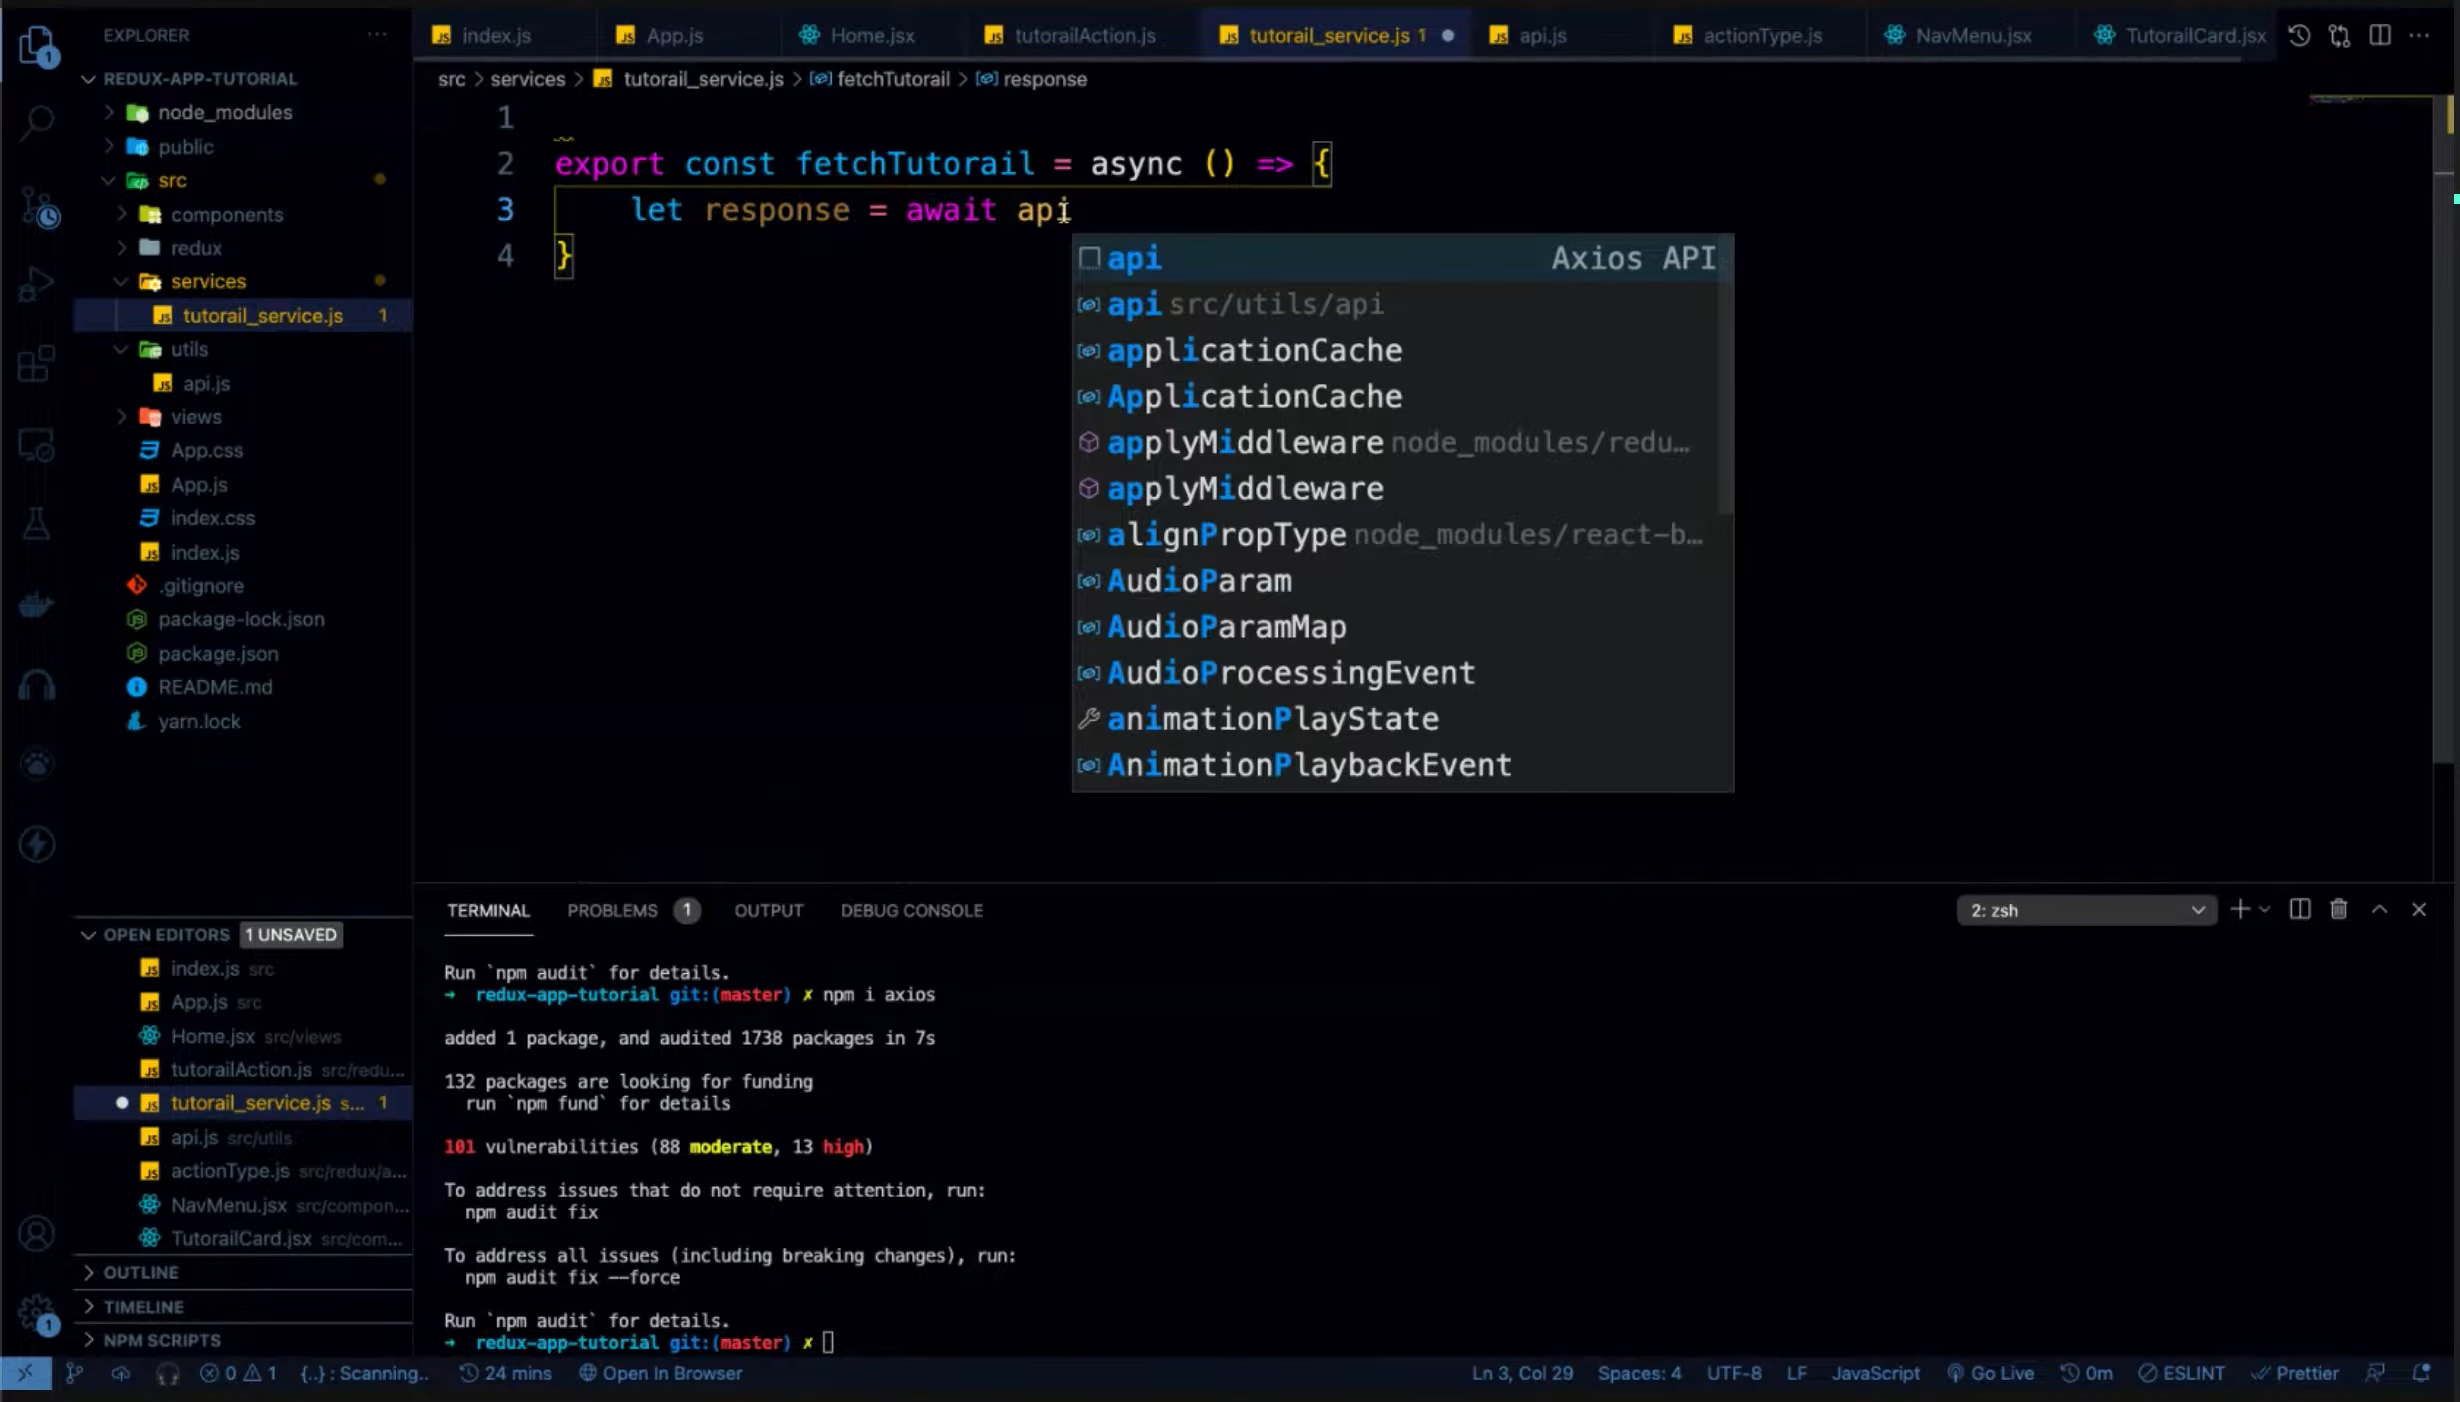 EXPLORER
REDUX-APP-TUTORIAL
node_modules
public
src
components
redux
services
tutorail_service.js 1
utils
api.js
views
App.css
App.js
index.css
index.js
.gitignore
package-lock.json
package.json
README.md
yarn.lock
OPEN EDITORS 1 UNSAVED
index.js src
App.js src
Home.jsx src/views
tutorailAction.js src/redu...
tutorail_service.js s... 1
api.js src/utils
actionType.js src/redux/a...
NavMenu.jsx src/compon...
TutorailCard.jsx src/com...
OUTLINE
TIMELINE
NPM SCRIPTS
1
1
index.js App.js Home.jsx tutorailAction.js tutorail_service.js 1 api.js actionType.js NavMenu.jsx TutorailCard.jsx
src > services > tutorail_service.js > fetchTutorail > response
1
2 export const fetchTutorail = async () => {
3 let response = await api
4 }
api Axios API
api src/utils/api
applicationCache
ApplicationCache
applyMiddleware node_modules/redu...
applyMiddleware
alignPropType node_modules/react-b...
AudioParam
AudioParamMap
AudioProcessingEvent
animationPlayState
AnimationPlaybackEvent
TERMINAL PROBLEMS 1 OUTPUT DEBUG CONSOLE 2: zsh
Run `npm audit` for details.
→ redux-app-tutorial git:(master) ✗ npm i axios
added 1 package, and audited 1738 packages in 7s
132 packages are looking for funding
run `npm fund` for details
101 vulnerabilities (88 moderate, 13 high)
To address issues that do not require attention, run:
npm audit fix
To address all issues (including breaking changes), run:
npm audit fix --force
Run `npm audit` for details.
→ redux-app-tutorial git:(master) ✗
0 1 {..} : Scanning.. 24 mins Open In Browser Ln 3, Col 29 Spaces: 4 UTF-8 LF JavaScript Go Live 0m ESLINT Prettier